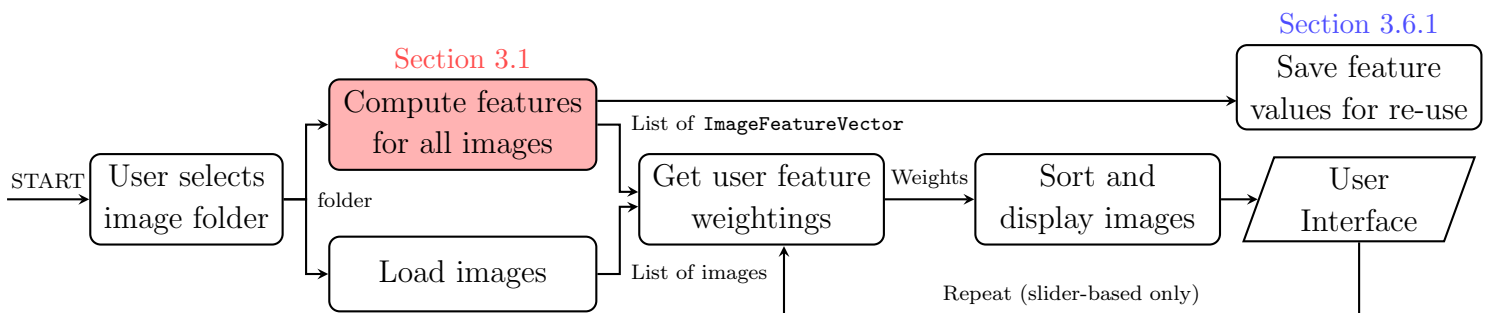 Section 3.6.1
Section 3.1
Save feature
values for re-use
Compute features
for all images
List of ImageFeatureVector
START
User selects
image folder
folder
Get user feature
weightings
Weights
Sort and
display images
User
Interface
Load images
List of images
Repeat (slider-based only)